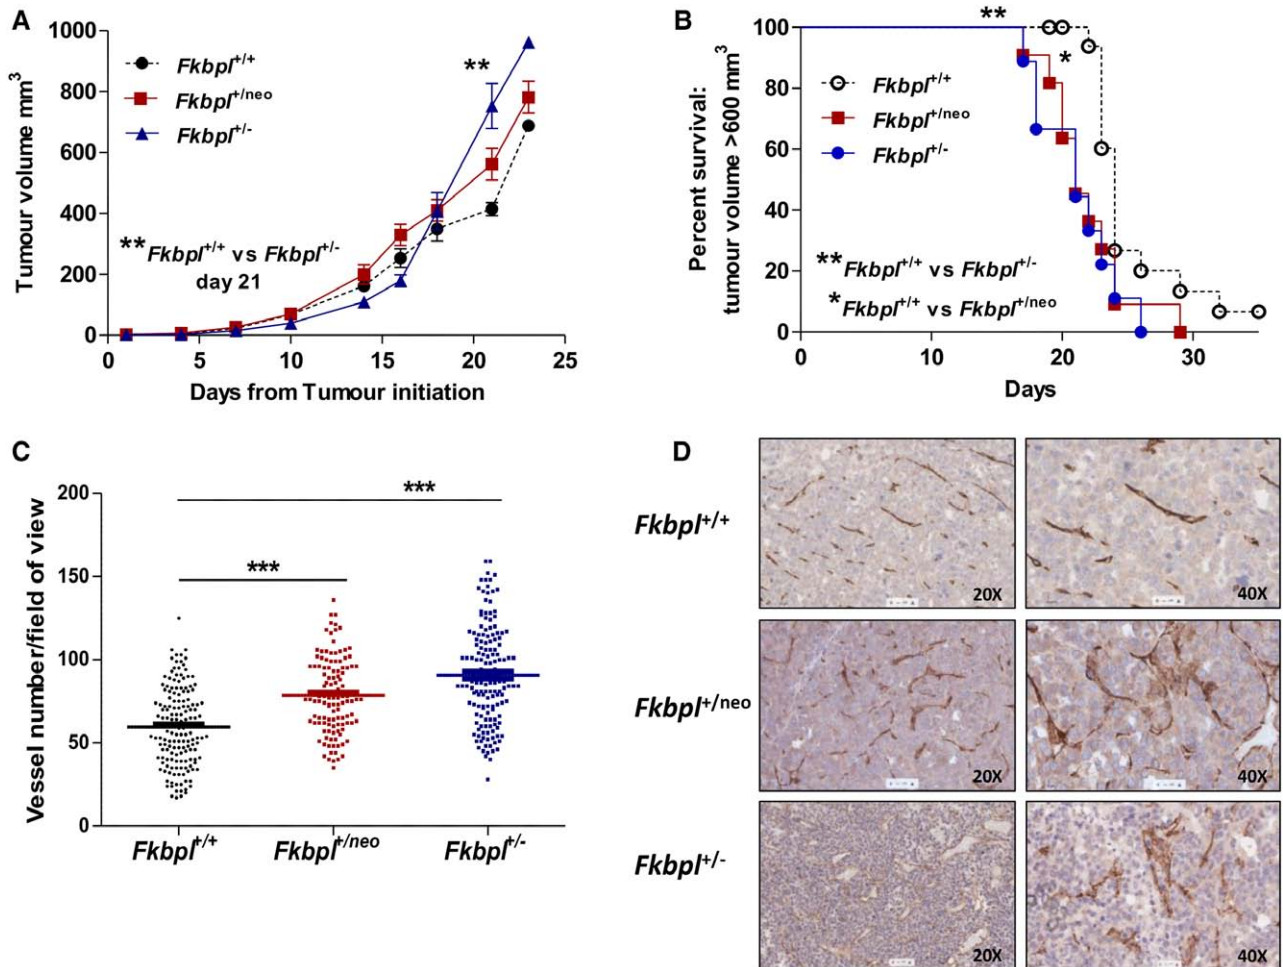 A
Tumour volume mm³
1000
800
600
400
200
0
Fkbpl+/+
Fkbpl+/neo
Fkbpl+/-
**
**Fkbpl+/+ vs Fkbpl+/-
day 21
0 5 10 15 20 25
Days from Tumour initiation
B
Percent survival:
tumour volume >600 mm³
100
80
60
40
20
0
**
*
Fkbpl+/+
Fkbpl+/neo
Fkbpl+/-
**Fkbpl+/+ vs Fkbpl+/-
*Fkbpl+/+ vs Fkbpl+/neo
0 10 20 30
Days
C
Vessel number/field of view
200
150
100
50
0
***
***
Fkbpl+/+ Fkbpl+/neo Fkbpl+/-
D
Fkbpl+/+
20X
40X
Fkbpl+/neo
20X
40X
Fkbpl+/-
20X
40X